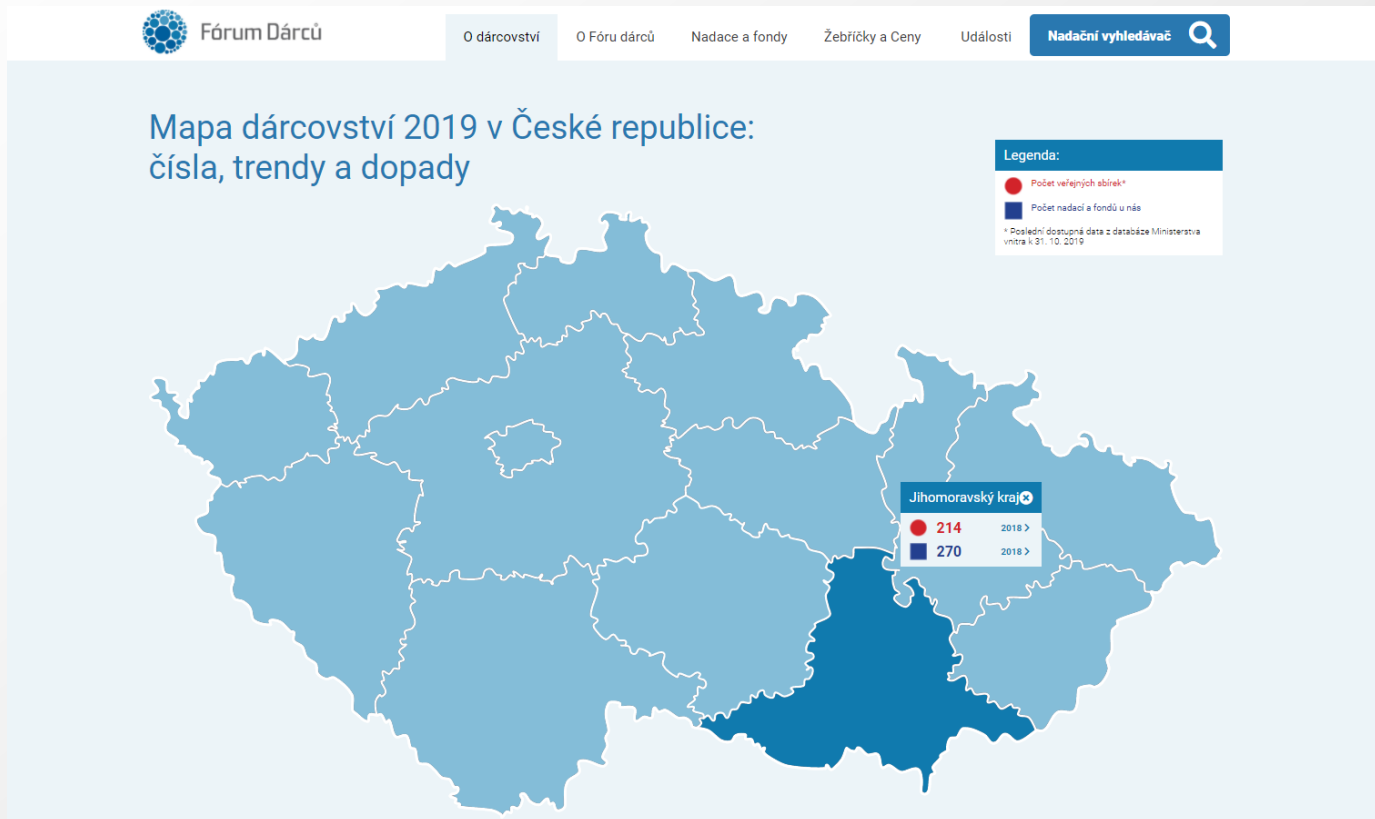 Fórum Dárců
O dárcovství
O Fóru dárců
Nadace a fondy
Žebříčky a Ceny
Události
Nadační vyhledávač
Mapa dárcovství 2019 v České republice:
čísla, trendy a dopady
Legenda:
Počet veřejných sbírek*
Počet nadací a fondů u nás
* Poslední dostupná data z databáze Ministerstva
vnitra k 31. 10. 2019
Jihomoravský kraj
214 2018
270 2018